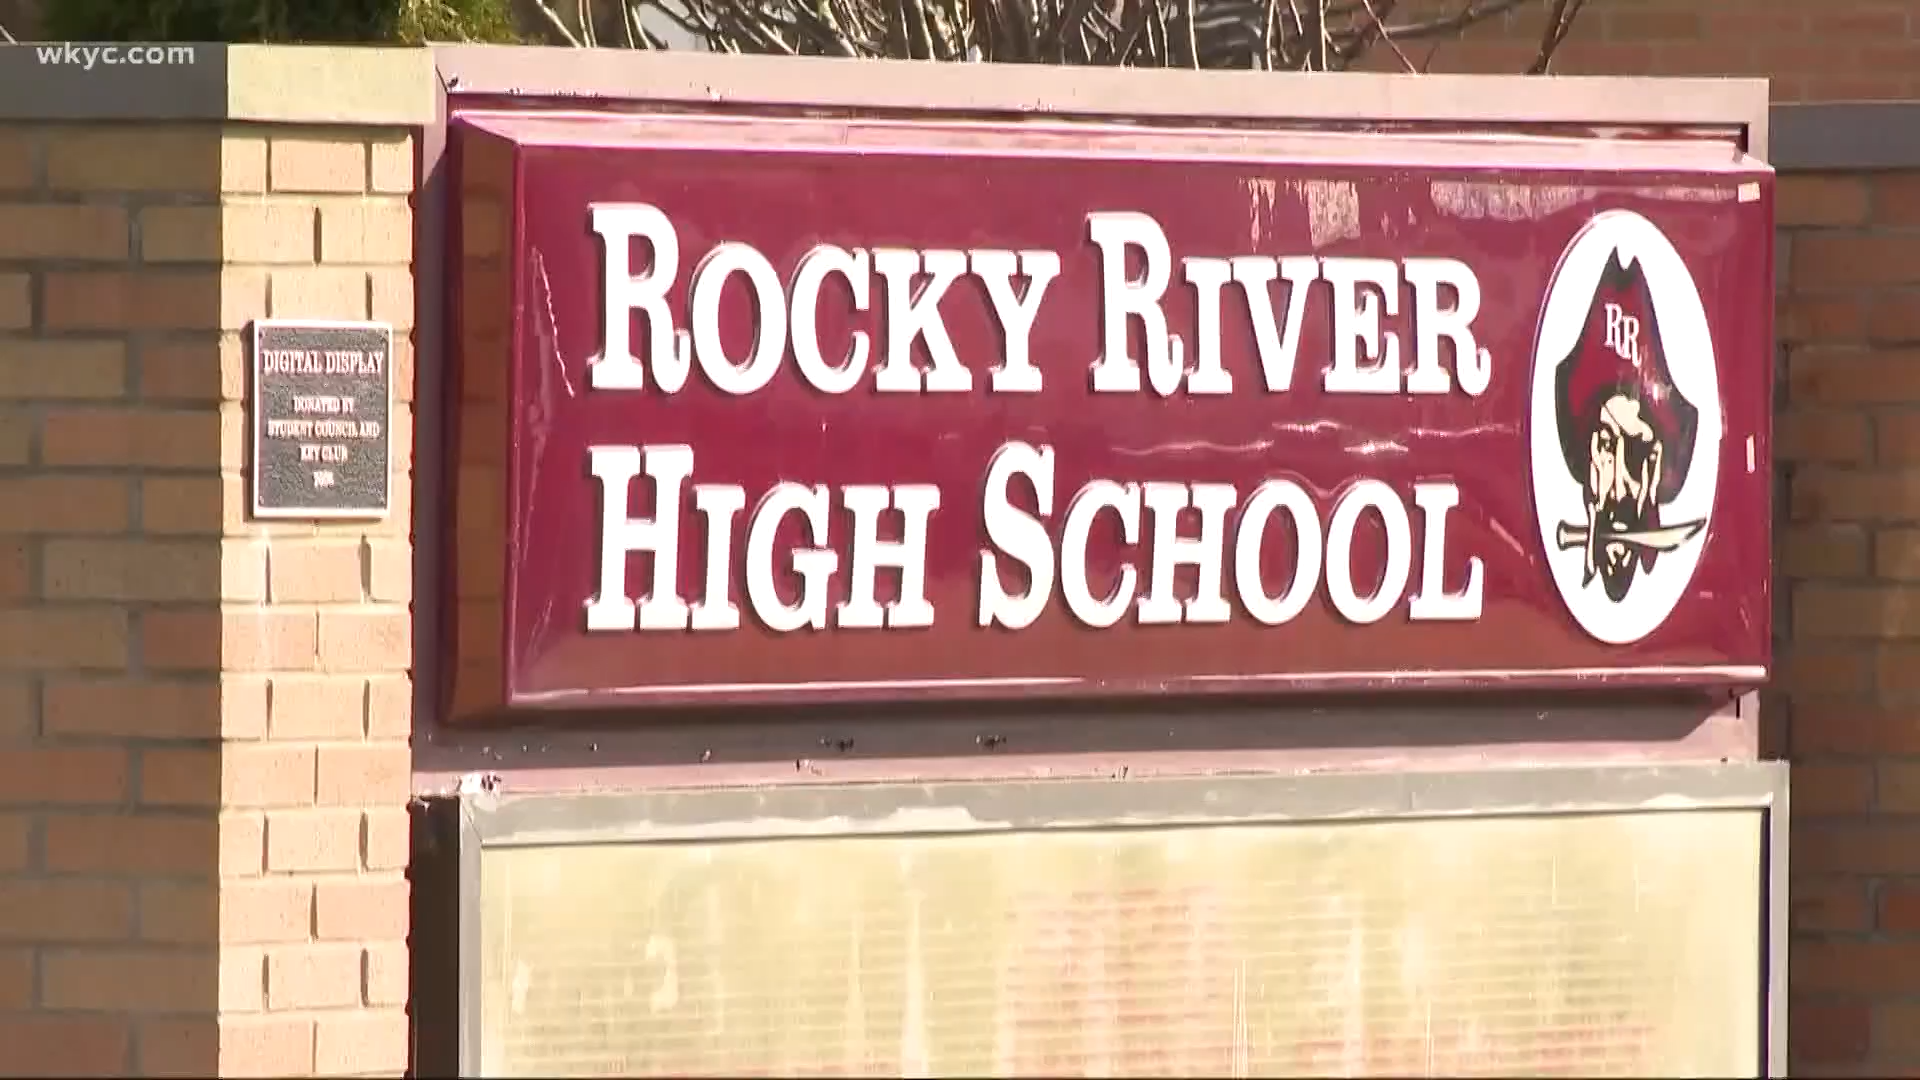 wkyc.com
ROCKY RIVER
HIGH SCHOOL
RR
DIGITAL DISPLAY
DONATED BY
STUDENT COUNCIL AND
KEY CLUB